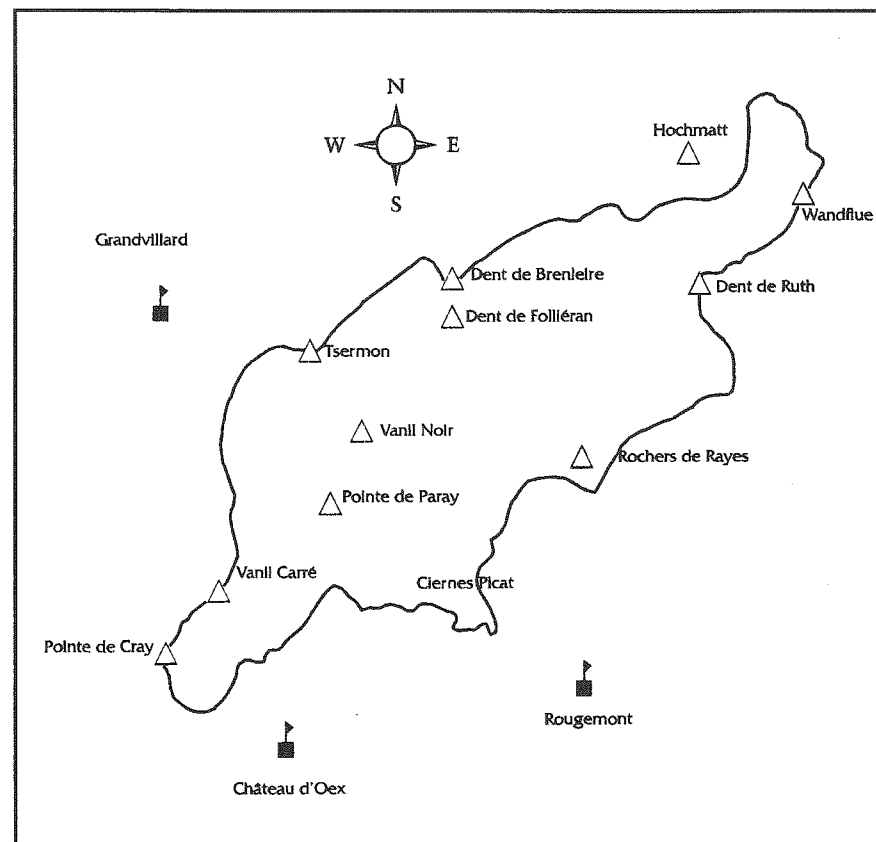 N
Hochmatt
W E
S
Wandflue
Grandvillard
Dent de Brenleire
Dent de Ruth
Dent de Folliéran
Tsermon
Vanil Noir
Rochers de Rayes
Pointe de Paray
Vanil Carré
Ciernes Picat
Pointe de Cray
Rougemont
Château d'Oex